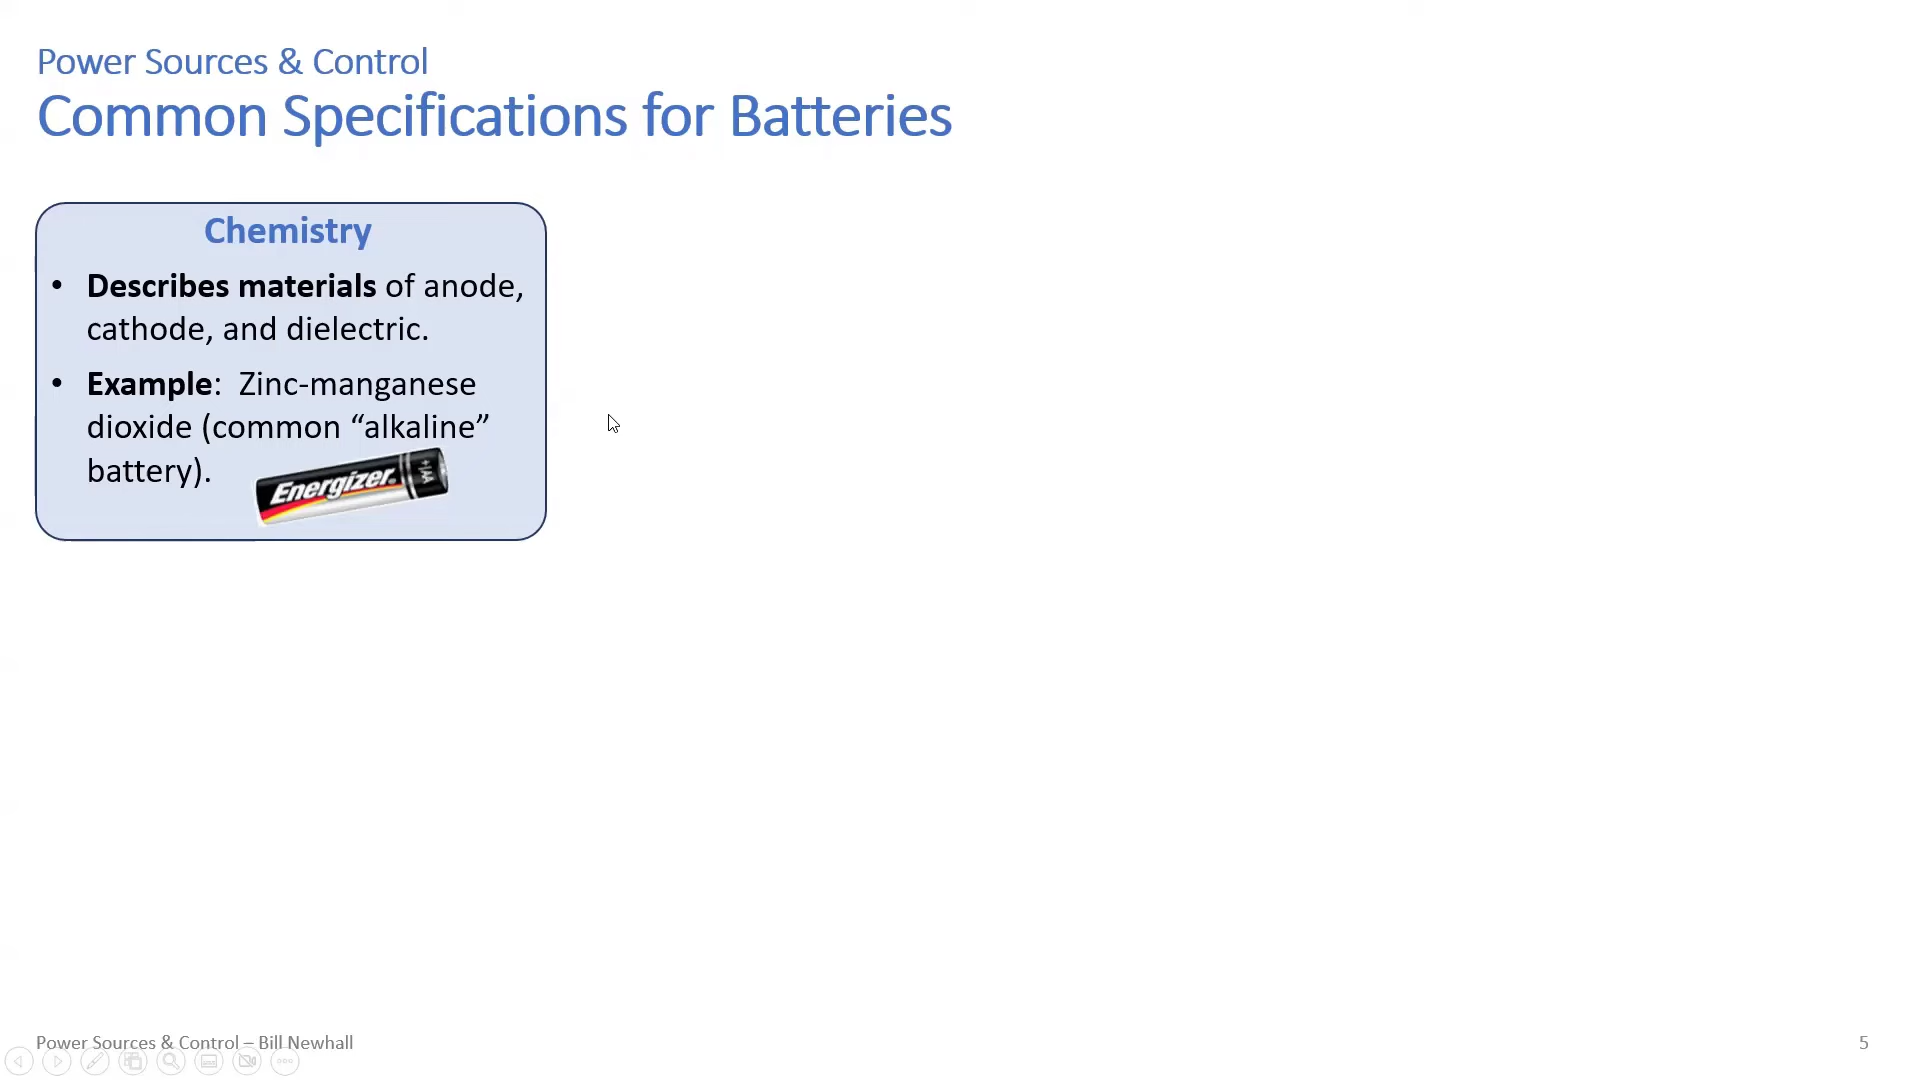 Power Sources & Control
Common Specifications for Batteries
Chemistry
• Describes materials of anode,
cathode, and dielectric.
• Example:  Zinc-manganese
dioxide (common “alkaline”
battery).
Energizer
+AA
Power Sources & Control – Bill Newhall
5